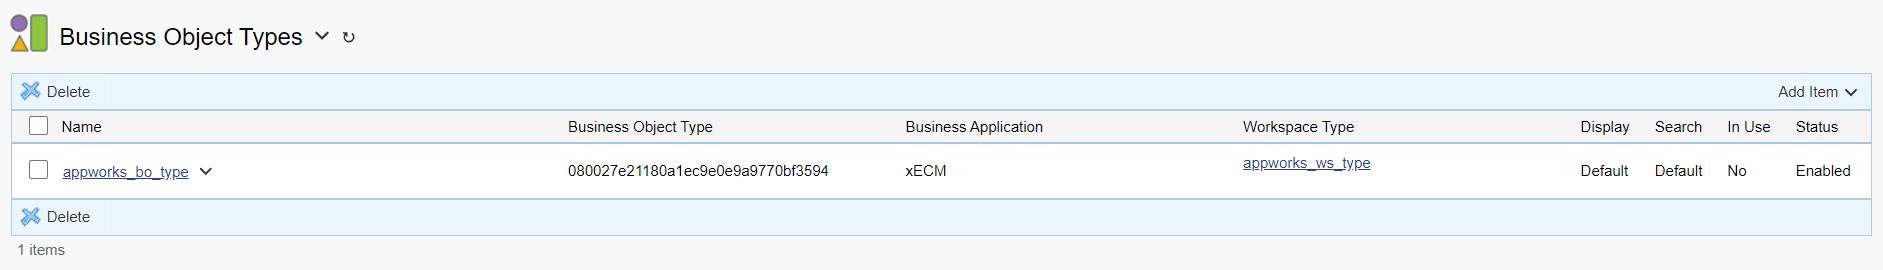 Business Object Types
Delete Add Item
Name Business Object Type Business Application Workspace Type Display Search In Use Status
appworks_bo_type 080027e21180a1ec9e0e9a9770bf3594 xECM appworks_ws_type Default Default No Enabled
Delete
1 items